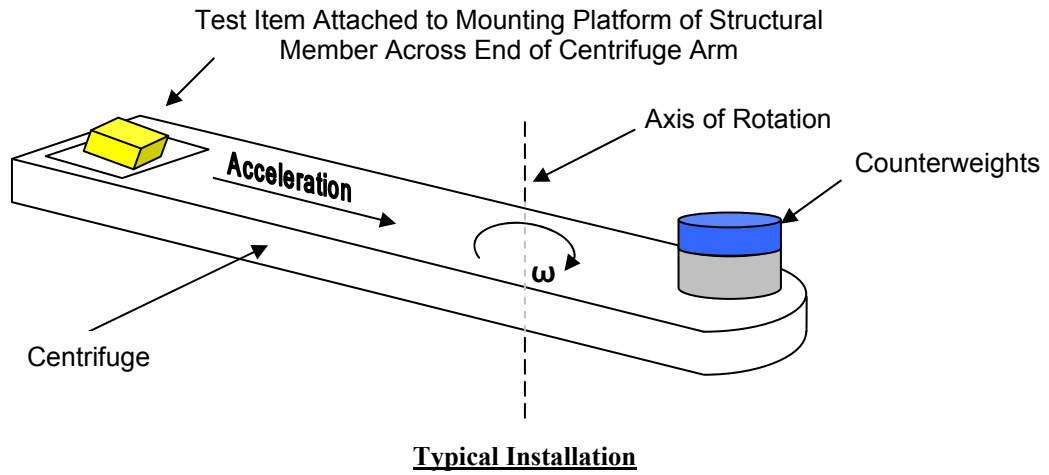 Test Item Attached to Mounting Platform of Structural
Member Across End of Centrifuge Arm
Axis of Rotation
Counterweights
Acceleration
ω
Centrifuge
Typical Installation